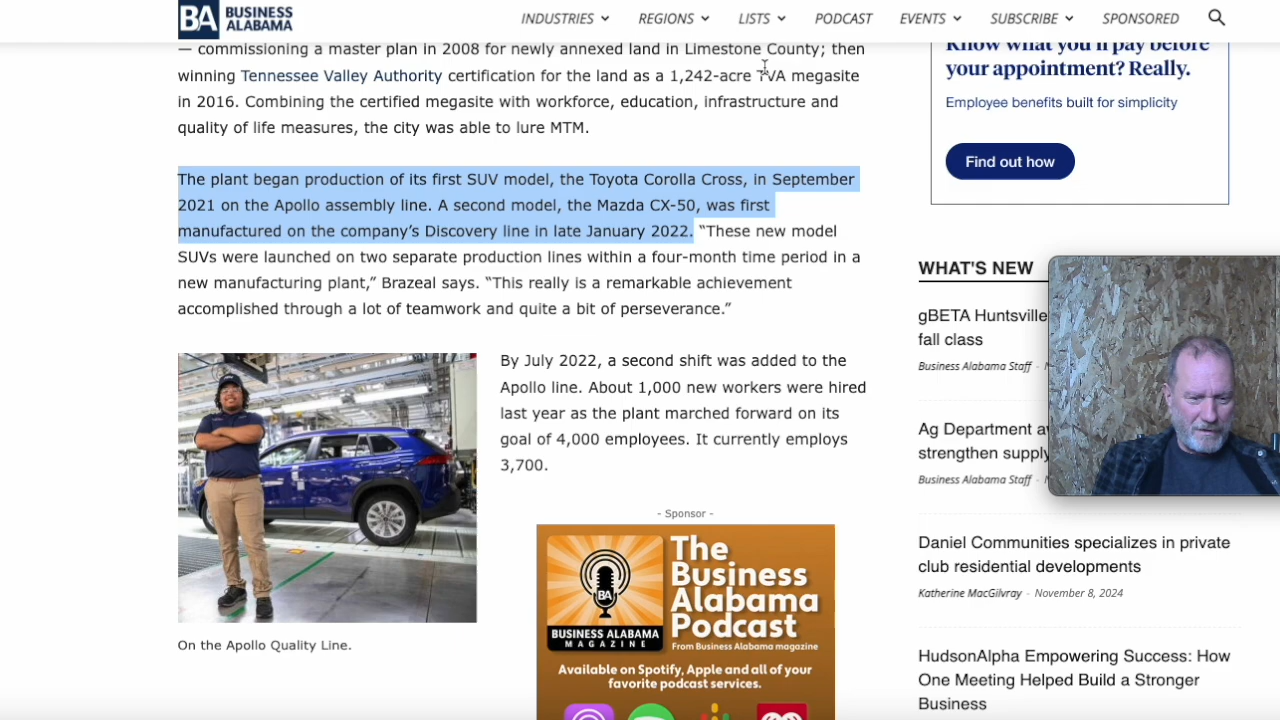 BA BUSINESS
ALABAMA
INDUSTRIES
REGIONS
LISTS
PODCAST
EVENTS
SUBSCRIBE
SPONSORED
— commissioning a master plan in 2008 for newly annexed land in Limestone County; then
winning Tennessee Valley Authority certification for the land as a 1,242-acre TVA megasite
in 2016. Combining the certified megasite with workforce, education, infrastructure and
quality of life measures, the city was able to lure MTM.
The plant began production of its first SUV model, the Toyota Corolla Cross, in September
2021 on the Apollo assembly line. A second model, the Mazda CX-50, was first
manufactured on the company’s Discovery line in late January 2022. “These new model
SUVs were launched on two separate production lines within a four-month time period in a
new manufacturing plant,” Brazeal says. “This really is a remarkable achievement
accomplished through a lot of teamwork and quite a bit of perseverance.”
By July 2022, a second shift was added to the
Apollo line. About 1,000 new workers were hired
last year as the plant marched forward on its
goal of 4,000 employees. It currently employs
3,700.
On the Apollo Quality Line.
- Sponsor -
BA
BUSINESS ALABAMA
MAGAZINE
The
Business
Alabama
Podcast
From Business Alabama magazine
Available on Spotify, Apple and all of your
favorite podcast services.
Know what you'll pay before
your appointment? Really.
Employee benefits built for simplicity
Find out how
WHAT'S NEW
gBETA Huntsville
fall class
Business Alabama Staff -
Ag Department
strengthen supply
Business Alabama Staff -
Daniel Communities specializes in private
club residential developments
Katherine MacGilvray - November 8, 2024
HudsonAlpha Empowering Success: How
One Meeting Helped Build a Stronger
Business